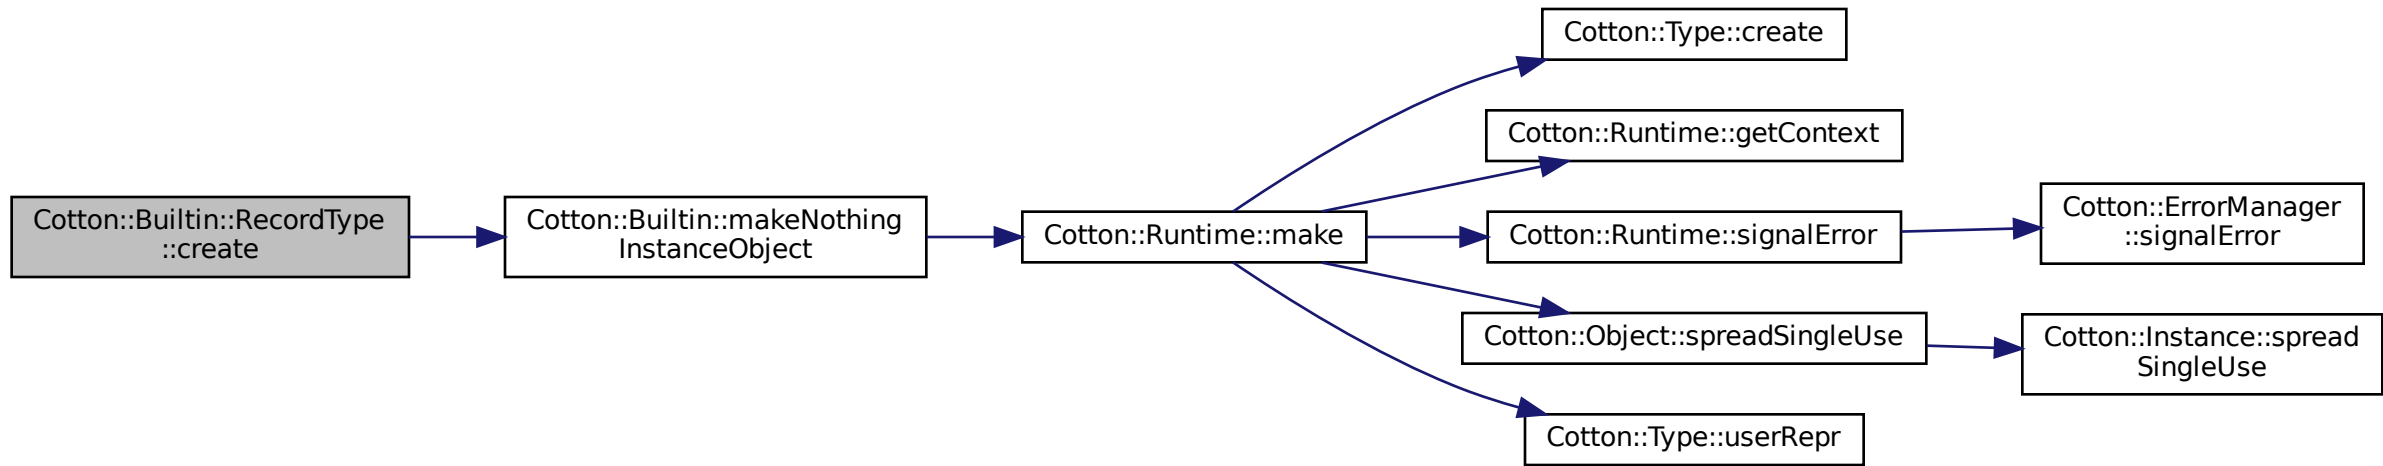 Cotton::Builtin::RecordType
::create
Cotton::Builtin::makeNothing
InstanceObject
Cotton::Runtime::make
Cotton::Type::create
Cotton::Runtime::getContext
Cotton::Runtime::signalError
Cotton::ErrorManager
::signalError
Cotton::Object::spreadSingleUse
Cotton::Instance::spread
SingleUse
Cotton::Type::userRepr